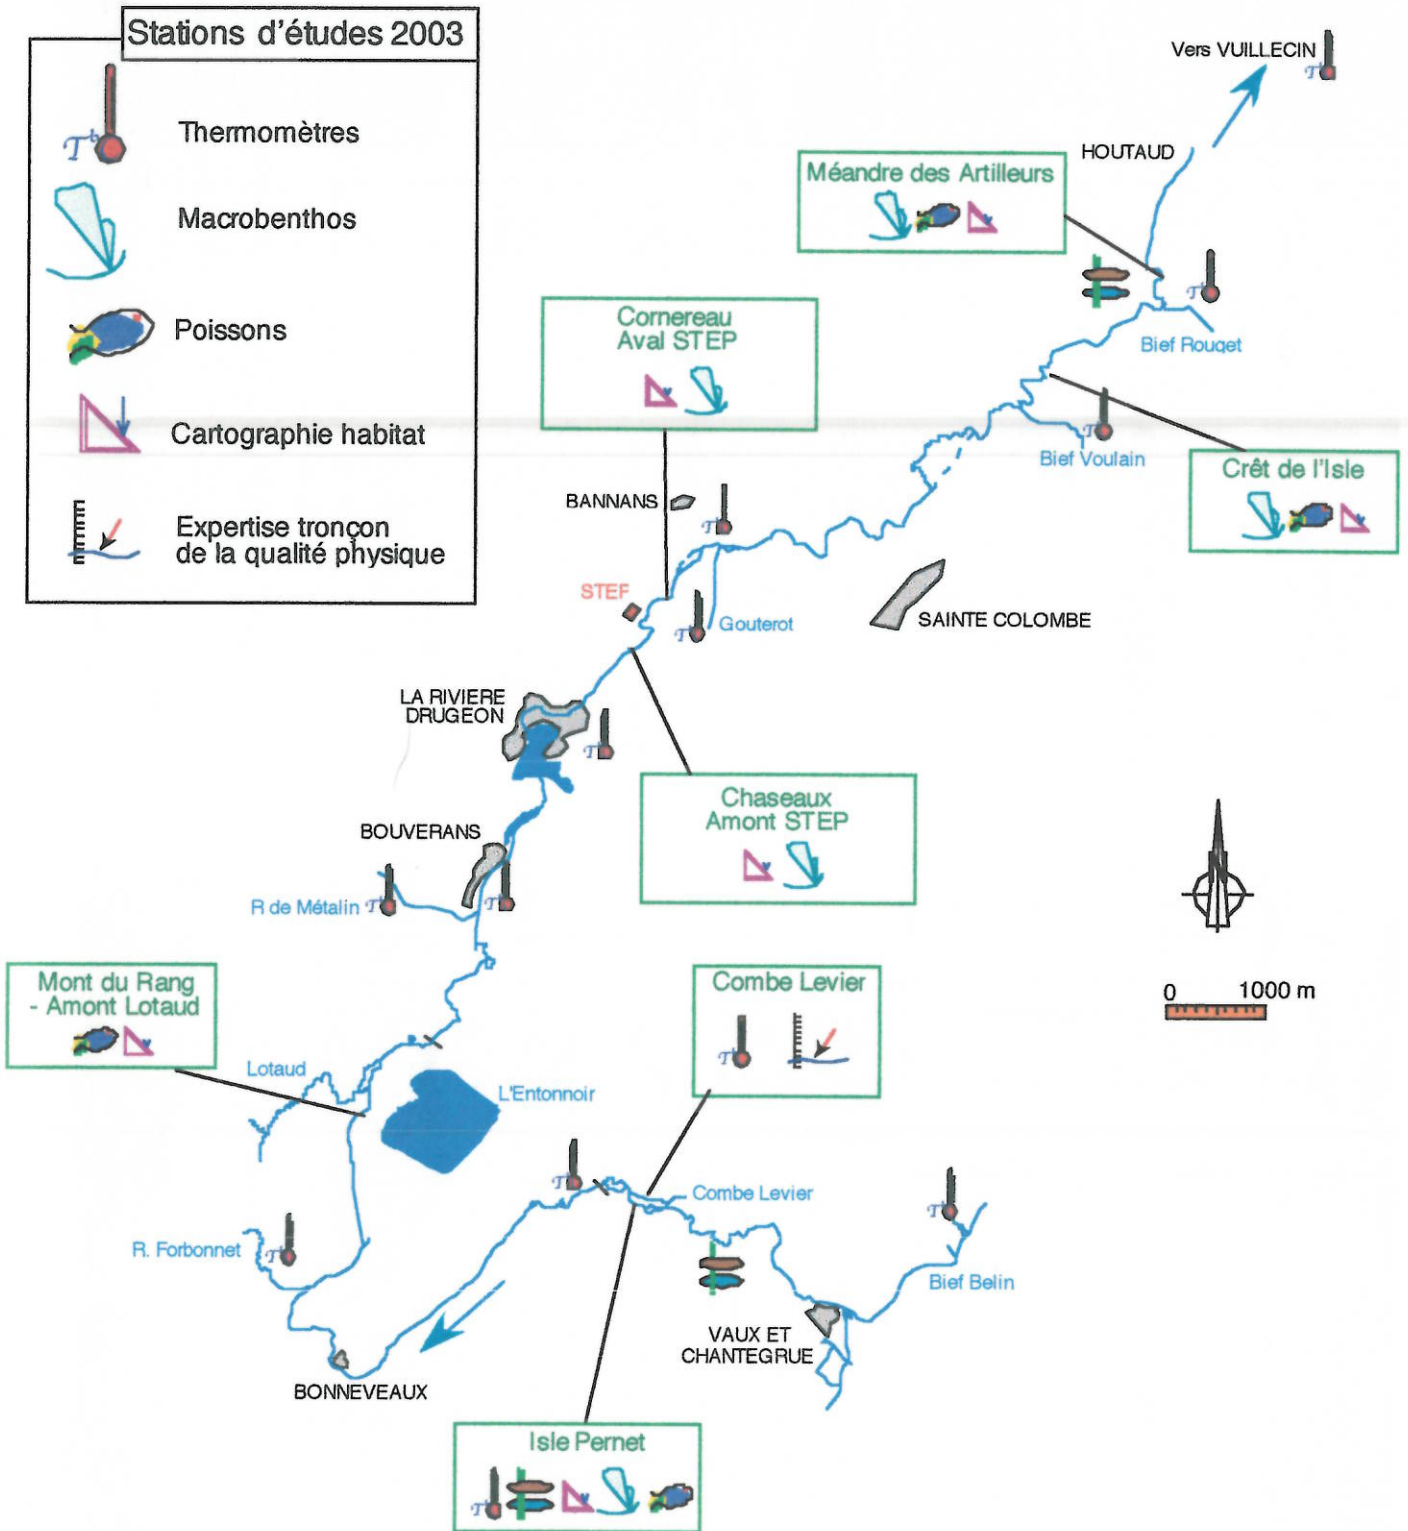 Stations d'études 2003
Thermomètres
Macrobenthos
Poissons
Cartographie habitat
Expertise tronçon
de la qualité physique
Vers VUILLECIN
HOUTAUD
Méandre des Artilleurs
Bief Rouget
Cornereau
Aval STEP
Bief Voulain
Crêt de l'Isle
BANNANS
STEF
Gouterot
SAINTE COLOMBE
LA RIVIERE
DRUGEON
Chaseaux
Amont STEP
BOUVERANS
R de Métalin
N
Mont du Rang
- Amont Lotaud
Combe Levier
0 1000 m
Lotaud
L'Entonnoir
Combe Levier
R. Forbonnet
Bief Belin
VAUX ET
CHANTEGRUE
BONNEVEAUX
Isle Pernet